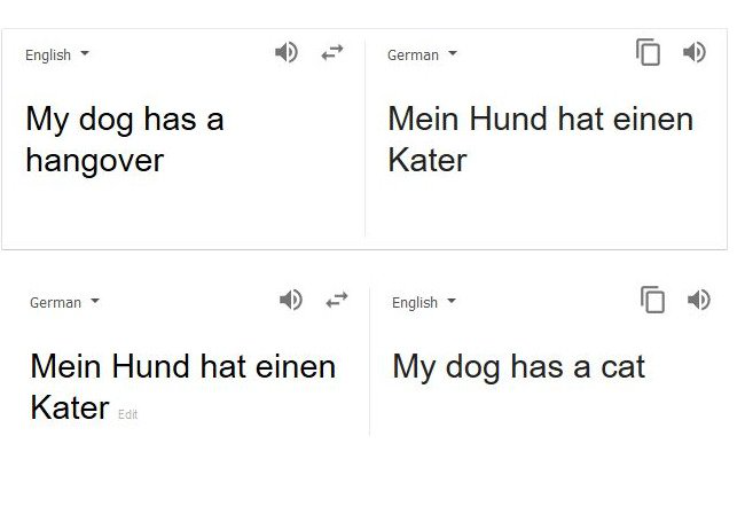 English German
My dog has a
hangover
Mein Hund hat einen
Kater
German English
Mein Hund hat einen
Kater Edit
My dog has a cat